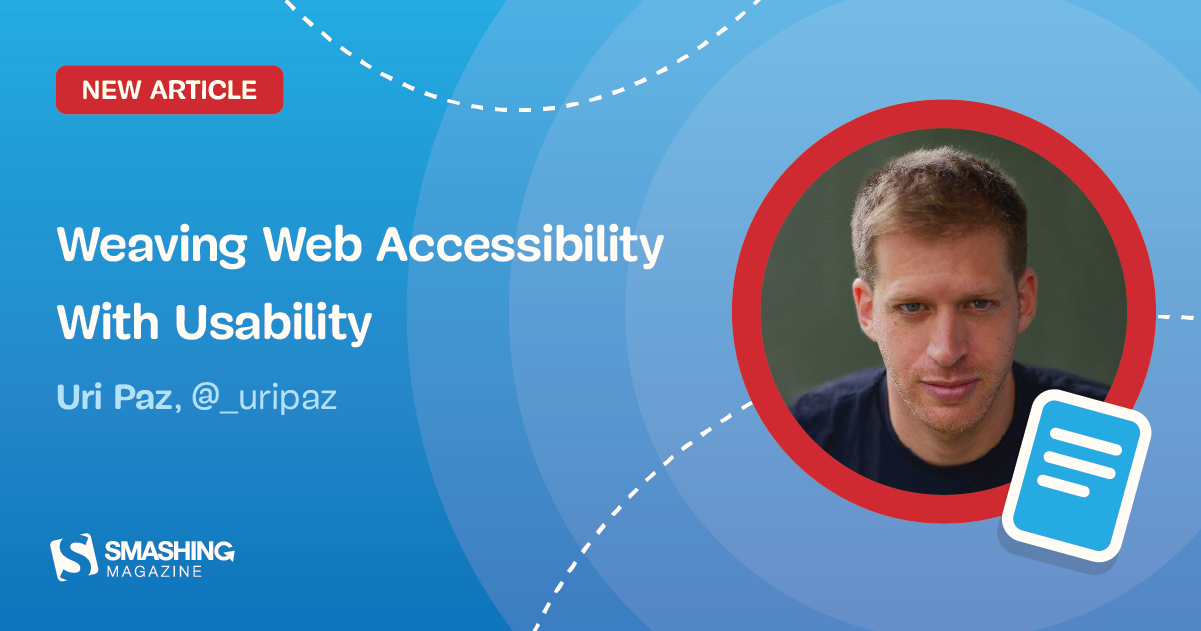 NEW ARTICLE
Weaving Web Accessibility
With Usability
Uri Paz, @_uripaz
SMASHING
MAGAZINE